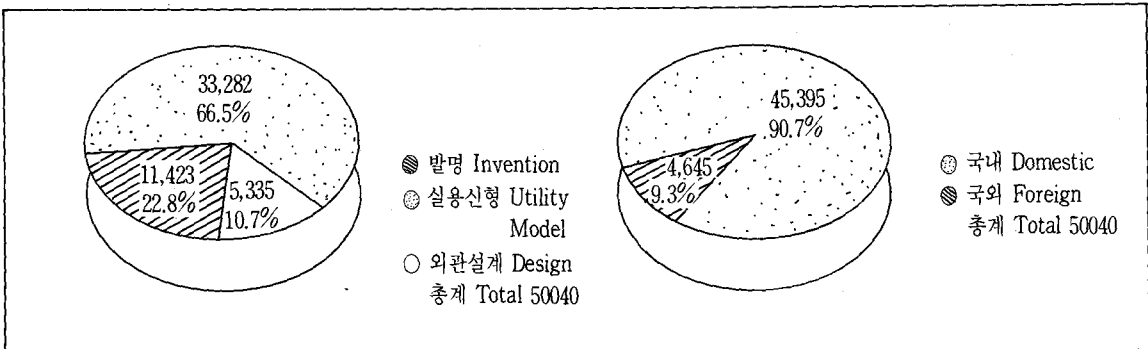 33,282
66.5%
11,423
22.8%
5,335
10.7%
발명 Invention
실용신형 Utility
Model
외관설계 Design
총계 Total 50040
45,395
90.7%
4,645
9.3%
국내 Domestic
국외 Foreign
총계 Total 50040